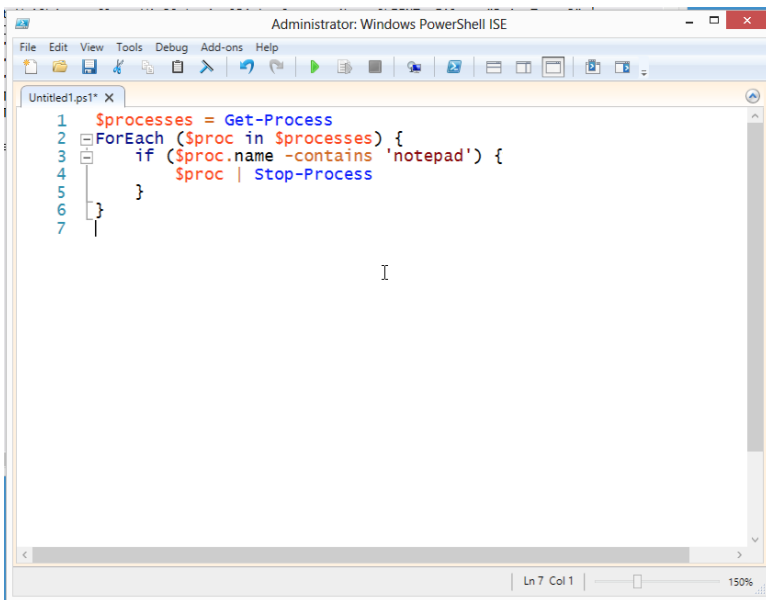 Administrator: Windows PowerShell ISE
File Edit View Tools Debug Add-ons Help
Untitled1.ps1* X
1 $processes = Get-Process
2 ForEach ($proc in $processes) {
3     if ($proc.name -contains 'notepad') {
4         $proc | Stop-Process
5     }
6 }
7
Ln 7 Col 1
150%